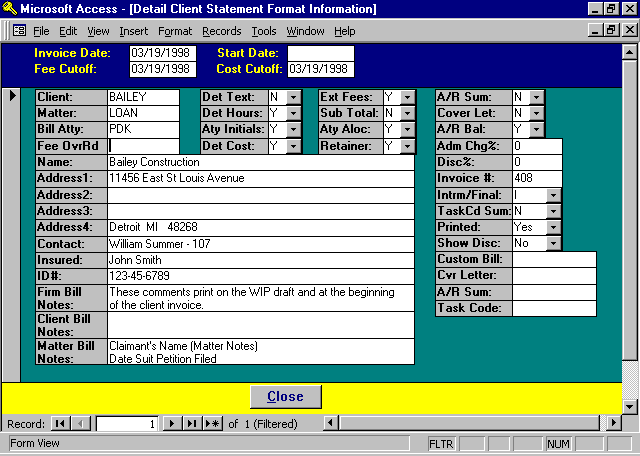 Microsoft Access - [Detail Client Statement Format Information]
File Edit View Insert Format Records Tools Window Help
Invoice Date: 03/19/1998 Start Date:
Fee Cutoff: 03/19/1998 Cost Cutoff: 03/19/1998
Client: BAILEY Det Text: N Ext Fees: Y A/R Sum: N
Matter: LOAN Det Hours: Y Sub Total: N Cover Let: N
Bill Atty: PDK Aty Initials: Y Aty Aloc: Y A/R Bal: Y
Fee OvrRd Det Cost: Y Retainer: Y Adm Chg%: 0
Name: Bailey Construction Disc%: 0
Address1: 11456 East St Louis Avenue Invoice #: 408
Address2: Intrm/Final: I
Address3: TaskCd Sum: N
Address4: Detroit MI 48268 Printed: Yes
Contact: William Summer - 107 Show Disc: No
Insured: John Smith Custom Bill:
ID#: 123-45-6789 Cvr Letter:
Firm Bill Notes: These comments print on the WIP draft and at the beginning of the client invoice. A/R Sum:
Client Bill Notes: Task Code:
Matter Bill Notes: Claimant's Name (Matter Notes)
Date Suit Petition Filed
Close
Record: 1 of 1 (Filtered)
Form View FLTR NUM